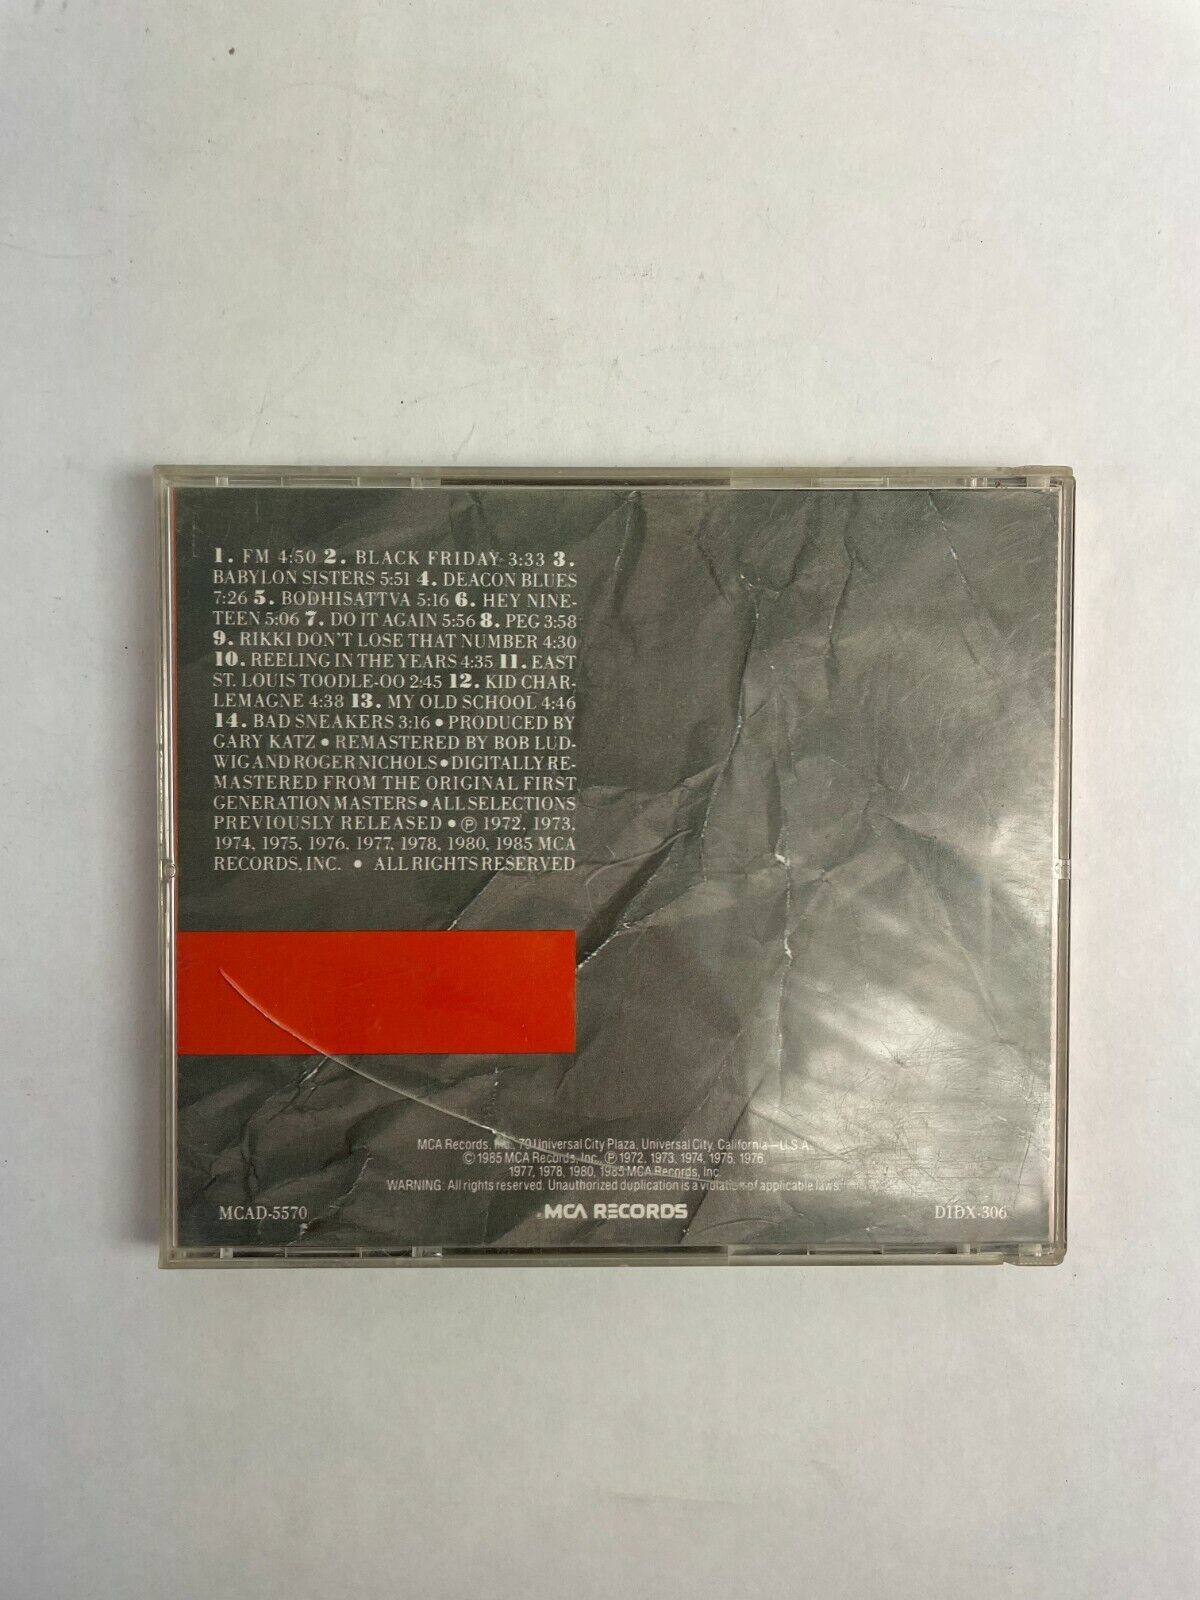 1. FM 4:50 2. BLACK FRIDAY 3:33 3.
BABYLON SISTERS 5:51 4. DEACON BLUES
7:26 5. BODHISATTVA 5:16 6. HEY NINE-
TEEN 5:06 7. DO IT AGAIN 5:56 8. PEG 3:58
9. RIKKI DON'T LOSE THAT NUMBER 4:30
10. REELING IN THE YEARS 4:35 11. EAST
ST. LOUIS TOODLE-OO 2:45 12. KID CHAR-
LEMAGNE 4:38 13. MY OLD SCHOOL 4:46
14. BAD SNEAKERS 3:16 • PRODUCED BY
GARY KATZ • REMASTERED BY BOB LUD-
WIG AND ROGER NICHOLS • DIGITALLY RE-
MASTERED FROM THE ORIGINAL FIRST
GENERATION MASTERS • ALL SELECTIONS
PREVIOUSLY RELEASED • ℗ 1972, 1973,
1974, 1975, 1976, 1977, 1978, 1980, 1985 MCA
RECORDS, INC. • ALL RIGHTS RESERVED
MCA Records, Inc., 70 Universal City Plaza, Universal City, California—U.S.A.
© 1985 MCA Records, Inc., ℗ 1972, 1973, 1974, 1975, 1976,
1977, 1978, 1980, 1985 MCA Records, Inc.
WARNING: All rights reserved. Unauthorized duplication is a violation of applicable laws.
MCAD-5570 MCA RECORDS DIDX-306